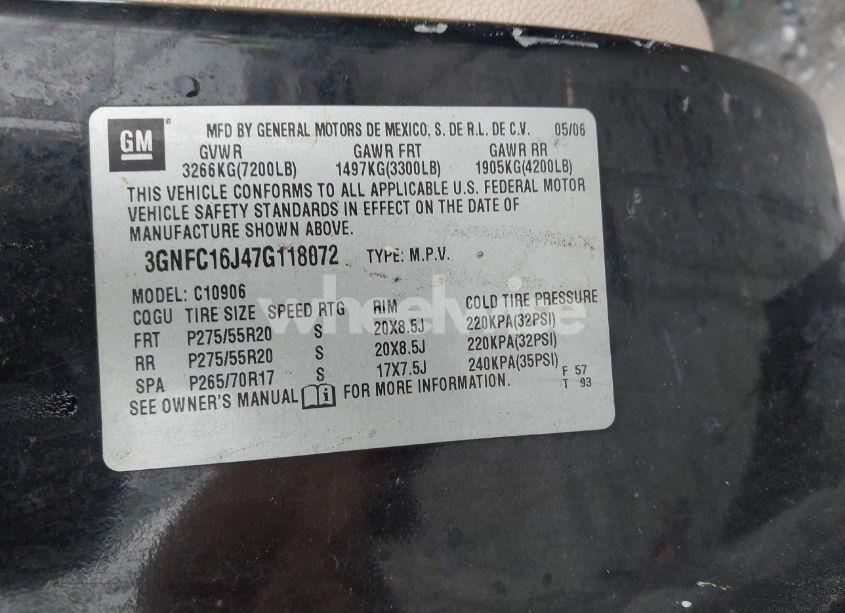 GM
MFD BY GENERAL MOTORS DE MEXICO, S. DE R.L. DE C.V. 05/06
GVWR GAWR FRT GAWR RR
3266KG(7200LB) 1497KG(3300LB) 1905KG(4200LB)
THIS VEHICLE CONFORMS TO ALL APPLICABLE U.S. FEDERAL MOTOR
VEHICLE SAFETY STANDARDS IN EFFECT ON THE DATE OF
MANUFACTURE SHOWN ABOVE.
3GNFC16J47G118072 TYPE: M.P.V.
MODEL: C10906
CQGU TIRE SIZE SPEED RTG RIM COLD TIRE PRESSURE
FRT P275/55R20 S 20X8.5J 220KPA(32PSI)
RR P275/55R20 S 20X8.5J 220KPA(32PSI)
SPA P265/70R17 S 17X7.5J 240KPA(35PSI) F 57
T 93
SEE OWNER'S MANUAL FOR MORE INFORMATION.